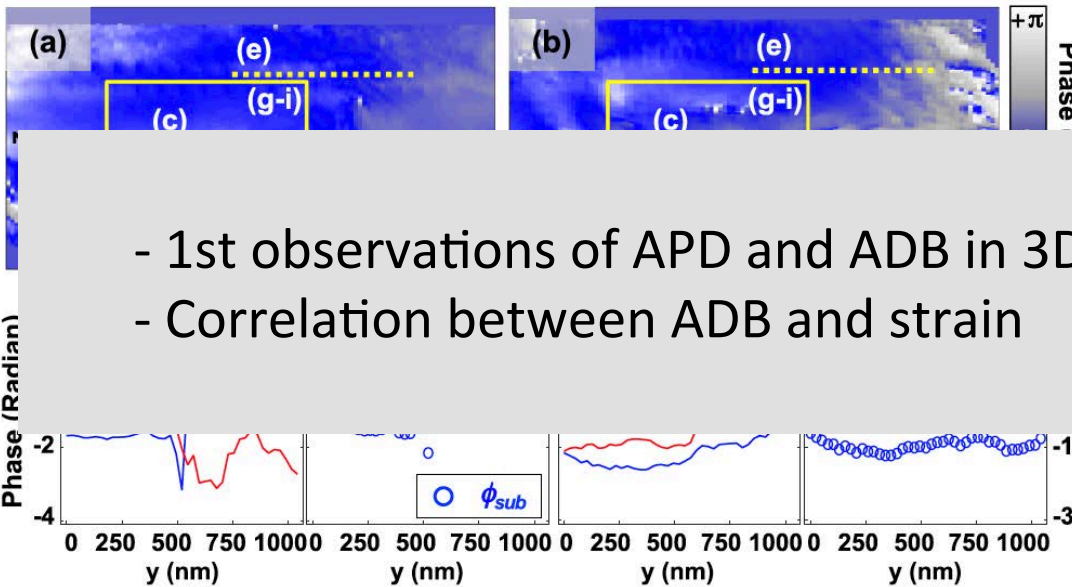 (a) (e) (b) (e) +π
(g-i) (g-i) Phase
(c) (c)
- 1st observations of APD and ADB in 3D
- Correlation between ADB and strain
Phase (Radian)
-2 -1
ϕsub
-4 -3
0 250 500 750 1000 0 250 500 750 1000 0 250 500 750 1000 0 250 500 750 1000
y (nm) y (nm) y (nm) y (nm)